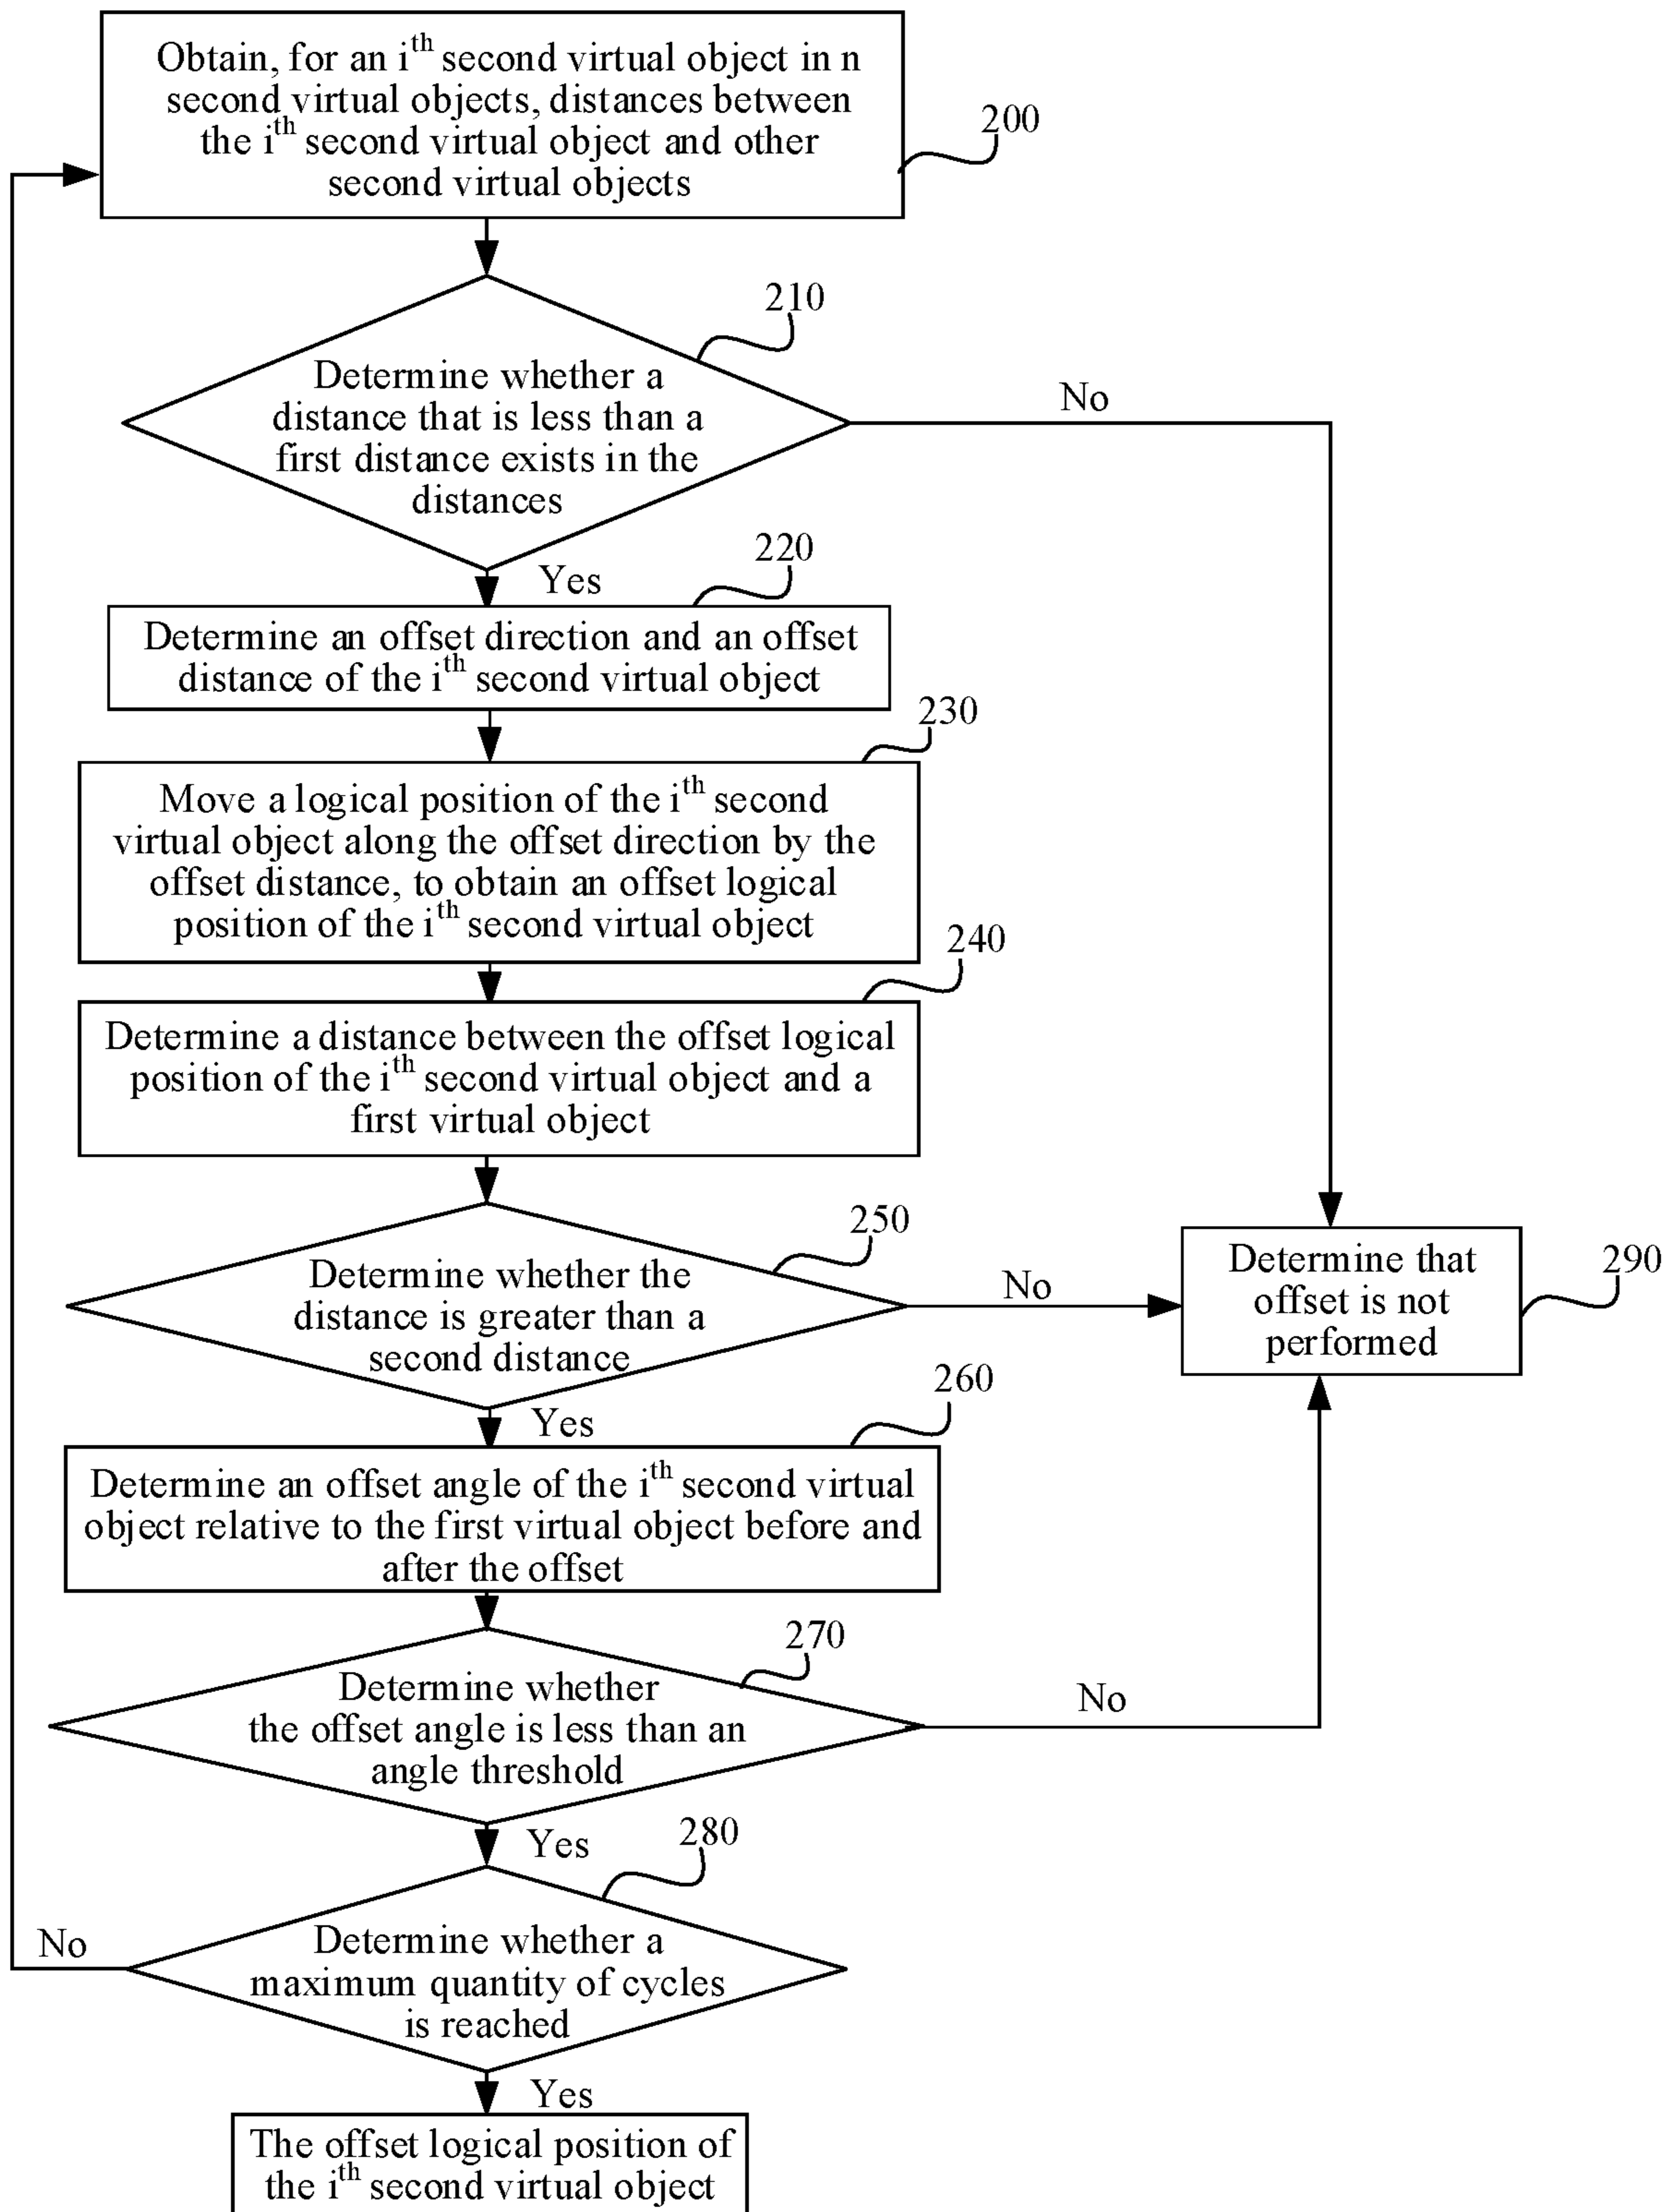 Obtain, for an ith second virtual object in n
second virtual objects, distances between
the ith second virtual object and other
second virtual objects
200
210
Determine whether a
distance that is less than a
first distance exists in the
distances
No
Yes
220
Determine an offset direction and an offset
distance of the ith second virtual object
230
Move a logical position of the ith second
virtual object along the offset direction by the
offset distance, to obtain an offset logical
position of the ith second virtual object
240
Determine a distance between the offset logical
position of the ith second virtual object and a
first virtual object
250
Determine whether the
distance is greater than a
second distance
No
Determine that
offset is not
performed
290
Yes
260
Determine an offset angle of the ith second virtual
object relative to the first virtual object before and
after the offset
270
Determine whether
the offset angle is less than an
angle threshold
No
Yes
280
Determine whether a
maximum quantity of cycles
is reached
No
Yes
The offset logical position of
the ith second virtual object